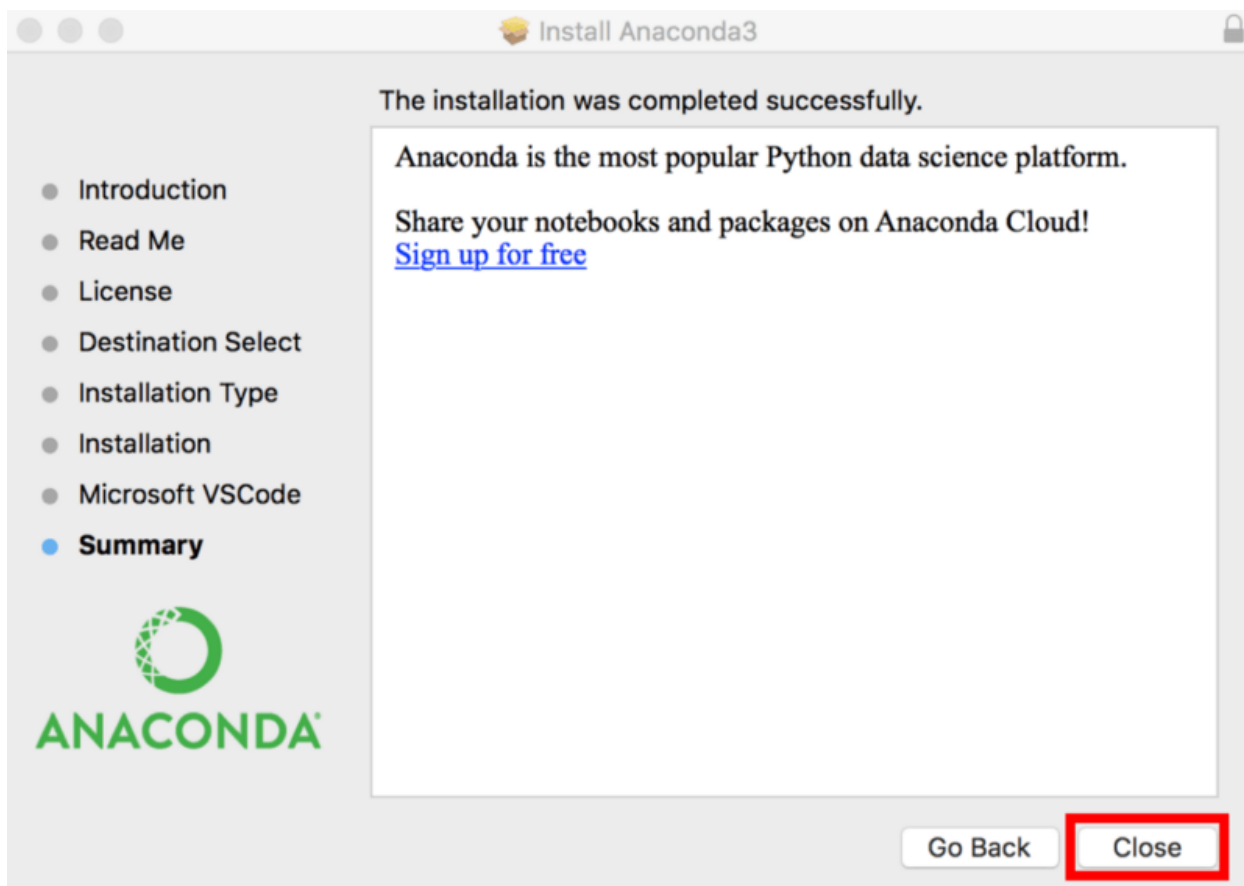 Install Anaconda3
The installation was completed successfully.
Introduction
Read Me
License
Destination Select
Installation Type
Installation
Microsoft VSCode
Summary
ANACONDA
Anaconda is the most popular Python data science platform.
Share your notebooks and packages on Anaconda Cloud!
Sign up for free
Go Back
Close